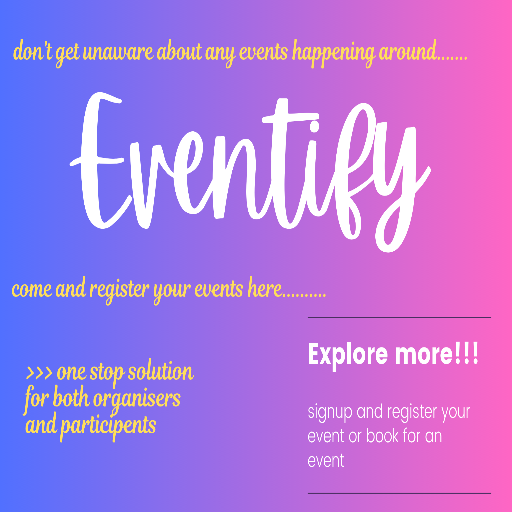 don't get unaware about any events happening around.......
Eventify
come and register your events here..........
>>> one stop solution
for both organisers
and participents
Explore more!!!
signup and register your
event or book for an
event